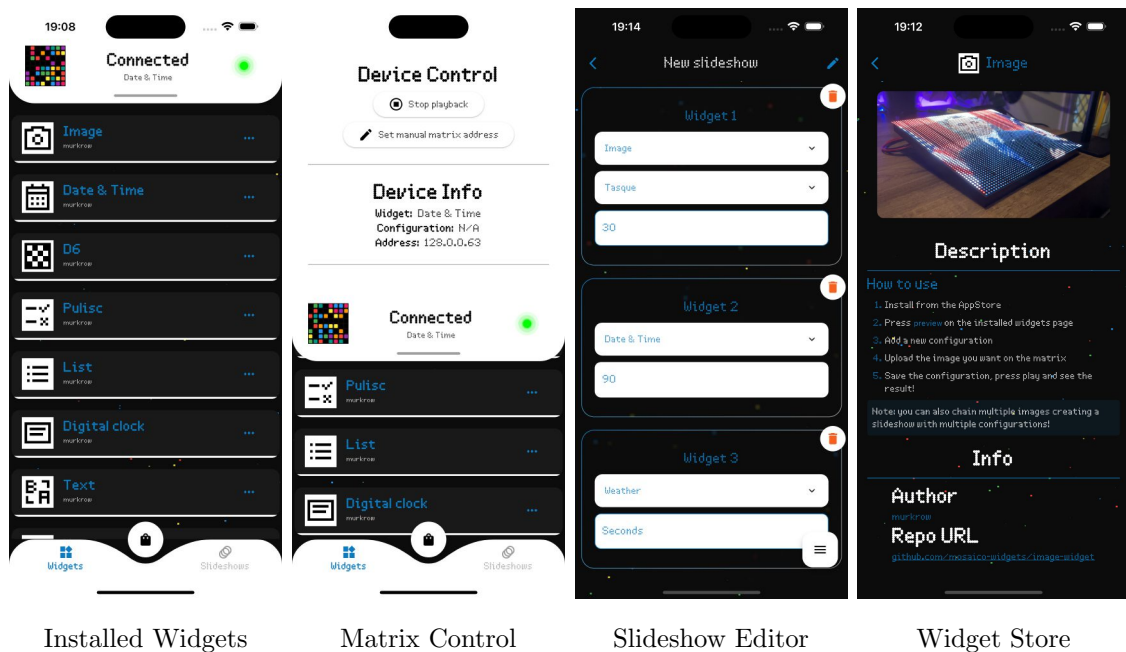 19:08
Connected
Date & Time
Image
murkrow
Date & Time
murkrow
D6
murkrow
Pulisc
murkrow
List
murkrow
Digital clock
murkrow
Text
murkrow
Widgets
Slideshows
Installed Widgets
Device Control
Stop playback
Set manual matrix address
Device Info
Widget: Date & Time
Configuration: N/A
Address: 128.0.0.63
Connected
Date & Time
Pulisc
murkrow
List
murkrow
Digital clock
murkrow
Widgets
Slideshows
Matrix Control
19:14
New slideshow
Widget 1
Image
Tasque
30
Widget 2
Date & Time
90
Widget 3
Weather
Seconds
Slideshow Editor
19:12
Image
Description
How to use
1. Install from the AppStore
2. Press preview on the installed widgets page
3. Add a new configuration
4. Upload the image you want on the matrix
5. Save the configuration, press play and see the
result!
Note: you can also chain multiple images creating a
slideshow with multiple configurations!
Info
Author
murkrow
Repo URL
github.com/mosaico-widgets/image-widget
Widget Store